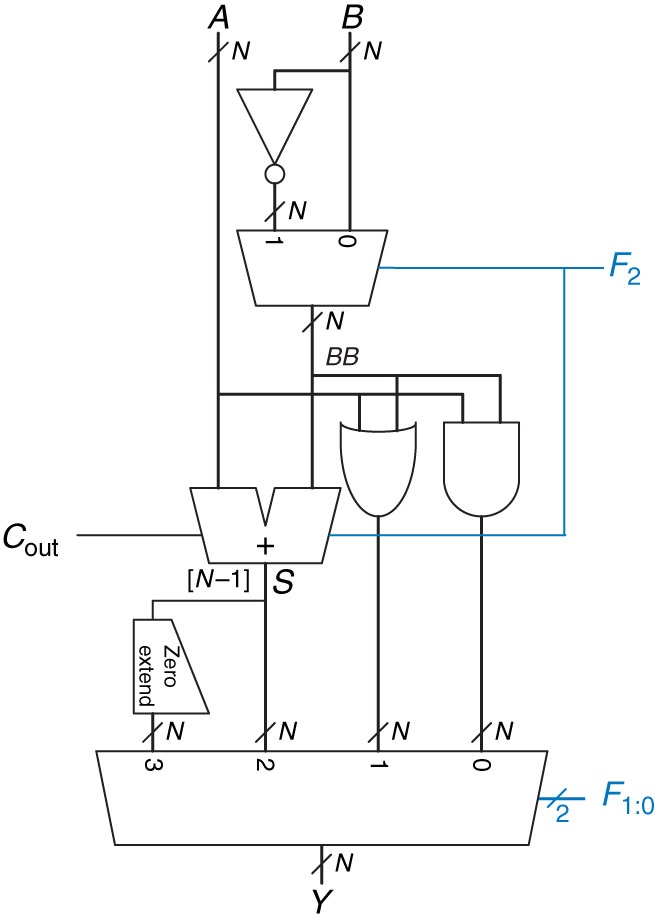 A B
N N
N
1 0
F2
N
BB
Cout
+
[N–1] S
Zero
extend
N N N N
3 2 1 0
2 F1:0
N
Y